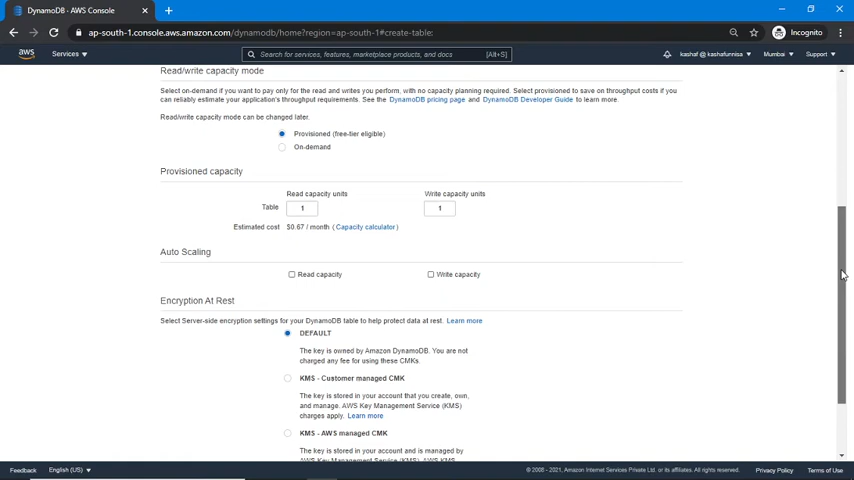 DynamoDB - AWS Console
ap-south-1.console.aws.amazon.com/dynamodb/home?region=ap-south-1#create-table:
Incognito
aws
Services
Search for services, features, marketplace products, and docs
[Alt+S]
kashaf @ kashafunnisa
Mumbai
Support
Read/write capacity mode
Select on-demand if you want to pay only for the read and writes you perform, with no capacity planning required. Select provisioned to save on throughput costs if you
can reliably estimate your application's throughput requirements. See the DynamoDB pricing page and DynamoDB Developer Guide to learn more.
Read/write capacity mode can be changed later.
Provisioned (free-tier eligible)
On-demand
Provisioned capacity
Read capacity units
Write capacity units
Table
1
1
Estimated cost
$0.67 / month (Capacity calculator)
Auto Scaling
Read capacity
Write capacity
Encryption At Rest
Select Server-side encryption settings for your DynamoDB table to help protect data at rest. Learn more
DEFAULT
The key is owned by Amazon DynamoDB. You are not
charged any fee for using these CMKs.
KMS - Customer managed CMK
The key is stored in your account that you create, own,
and manage. AWS Key Management Service (KMS)
charges apply. Learn more
KMS - AWS managed CMK
The key is stored in your account and is managed by
AWS Key Management Service (KMS). AWS KMS
Feedback
English (US)
© 2008 - 2021, Amazon Internet Services Private Ltd. or its affiliates. All rights reserved.
Privacy Policy
Terms of Use